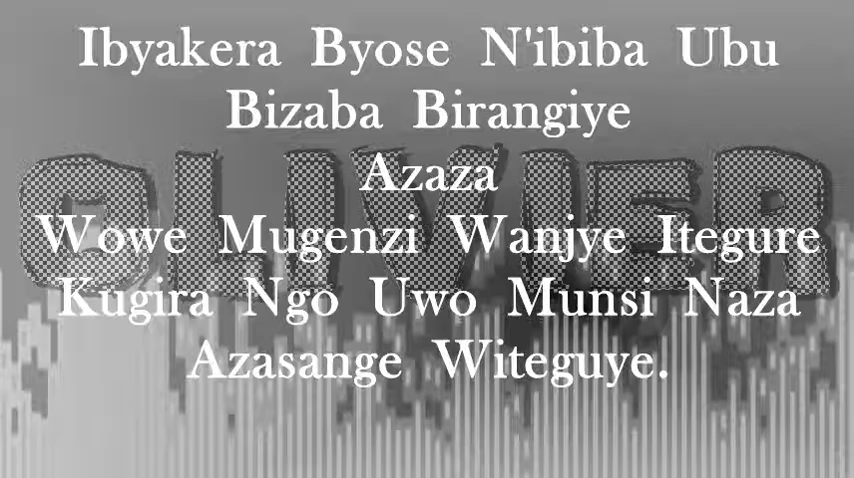 Ibyakera Byose N'ibiba Ubu
Bizaba Birangiye
Azaza
OLIVIER
Wowe Mugenzi Wanjye Itegure
Kugira Ngo Uwo Munsi Naza
Azasange Witeguye.